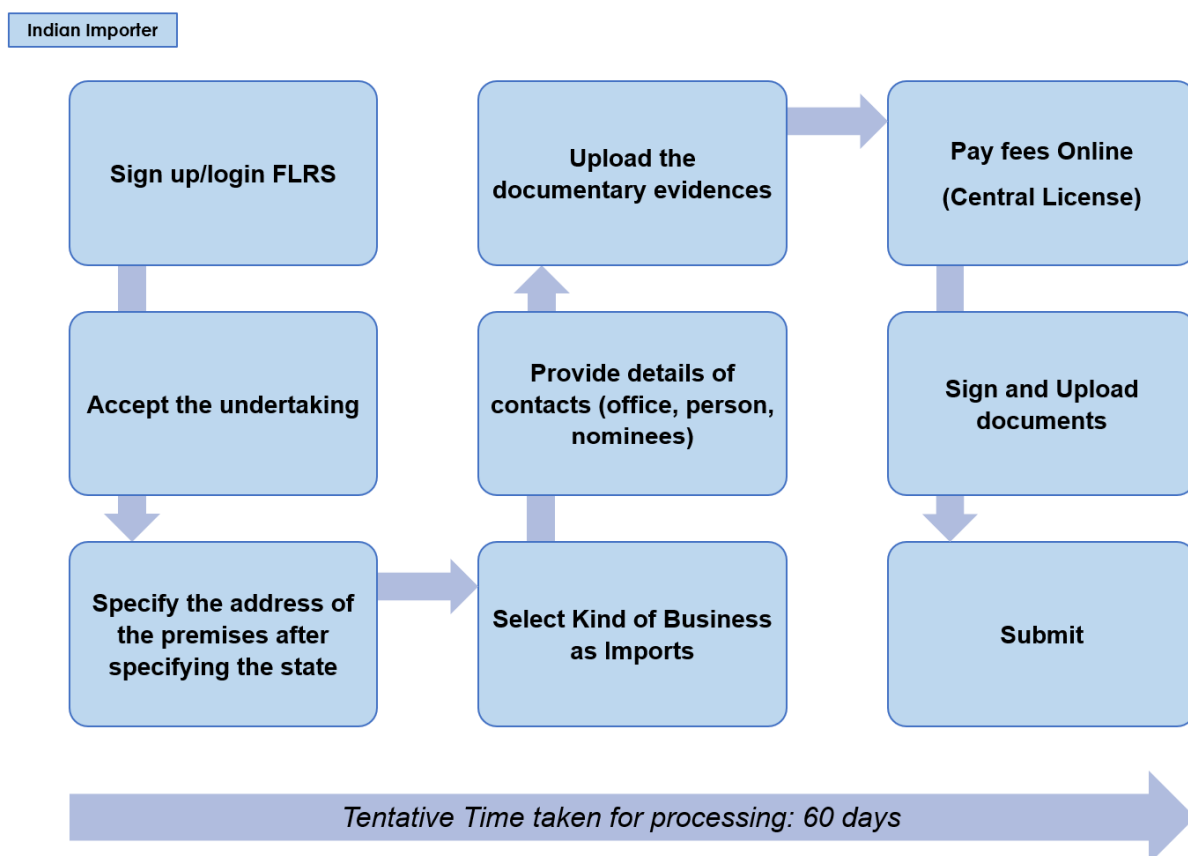 Indian Importer
Sign up/login FLRS
Accept the undertaking
Specify the address of
the premises after
specifying the state
Select Kind of Business
as Imports
Provide details of
contacts (office, person,
nominees)
Upload the
documentary evidences
Pay fees Online
(Central License)
Sign and Upload
documents
Submit
Tentative Time taken for processing: 60 days